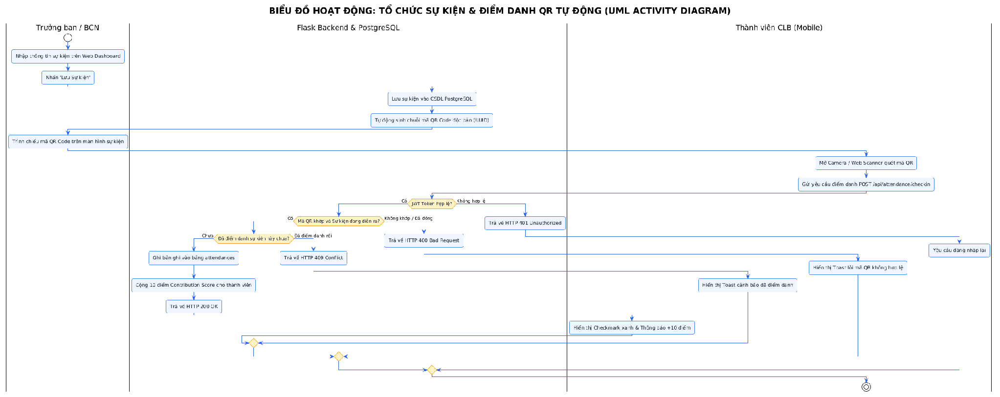 BIỂU ĐỒ HOẠT ĐỘNG: TỔ CHỨC SỰ KIỆN & ĐIỂM DANH QR TỰ ĐỘNG (UML ACTIVITY DIAGRAM)
Trưởng ban / BCN
Flask Backend & PostgreSQL
Thành viên CLB (Mobile)
Nhập thông tin sự kiện trên Web Dashboard
Nhấn 'Lưu Sự kiện'
Lưu sự kiện vào CSDL PostgreSQL
Tự động sinh chuỗi mã QR Code độc bản (UUID)
Trình chiếu mã QR Code trên màn hình sự kiện
Mở Camera / Web Scanner quét mã QR
Gửi yêu cầu điểm danh POST /api/attendance/checkin
Có
JWT Token hợp lệ?
Không hợp lệ
Có
Mã QR khớp và Sự kiện đang diễn ra?
Không khớp / Đã đóng
Trả về HTTP 401 Unauthorized
Chưa
Đã điểm danh sự kiện này chưa?
Đã điểm danh rồi
Trả về HTTP 400 Bad Request
Yêu cầu đăng nhập lại
Ghi bản ghi vào bảng attendances
Trả về HTTP 409 Conflict
Hiển thị Toast lỗi mã QR không hợp lệ
Cộng 10 điểm Contribution Score cho thành viên
Hiển thị Toast cảnh báo đã điểm danh
Trả về HTTP 200 OK
Hiển thị Checkmark xanh & Thông báo +10 điểm